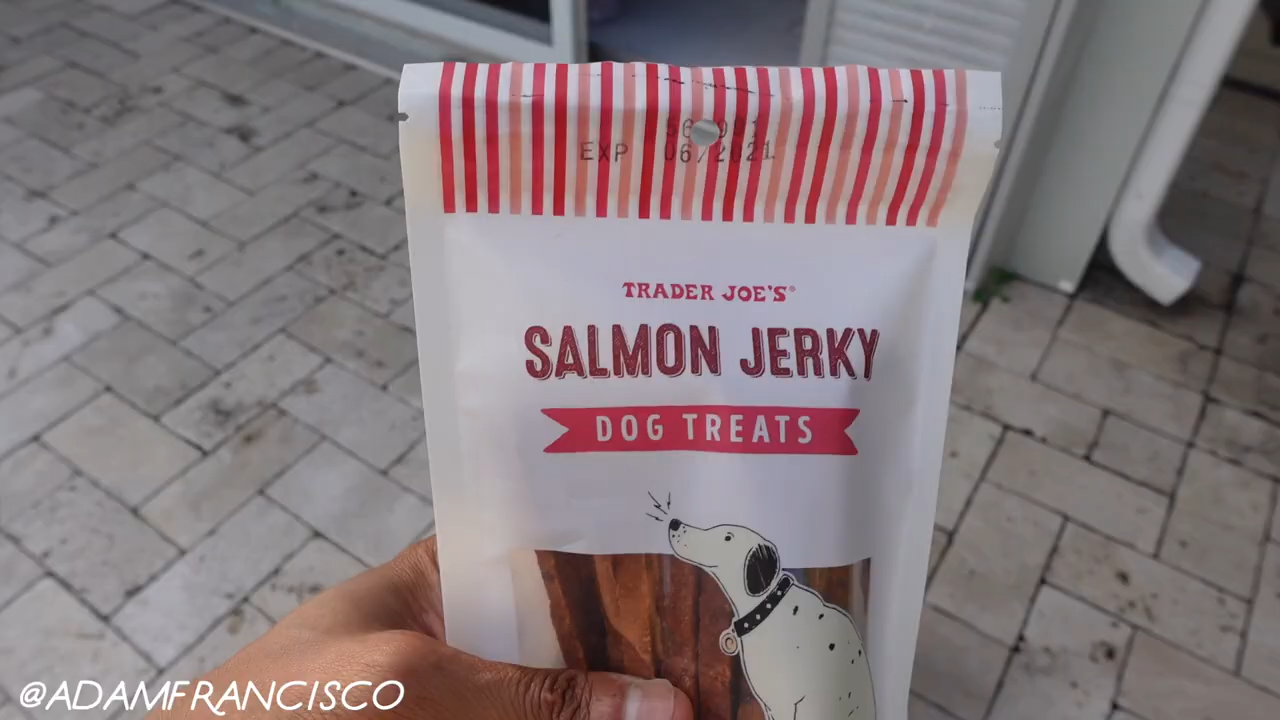 EXP 06/2021
TRADER JOE'S®
SALMON JERKY
DOG TREATS
@ADAMFRANCISCO